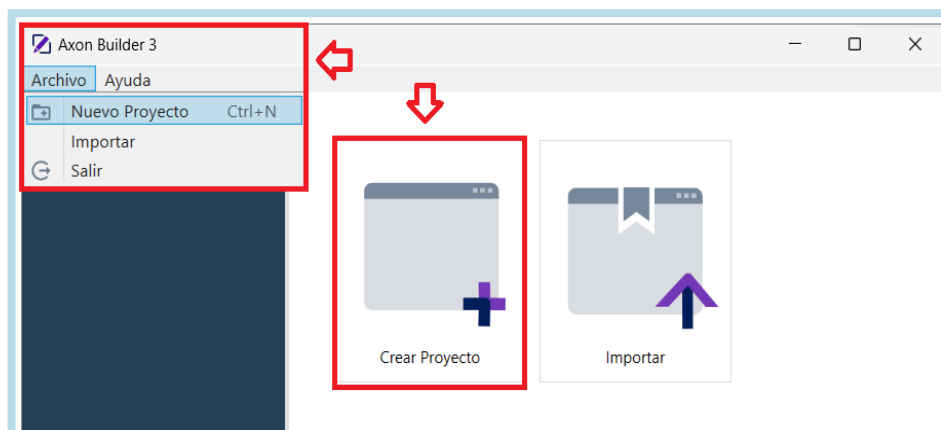 Axon Builder 3
Archivo Ayuda
Nuevo Proyecto Ctrl+N
Importar
Salir
Crear Proyecto
Importar